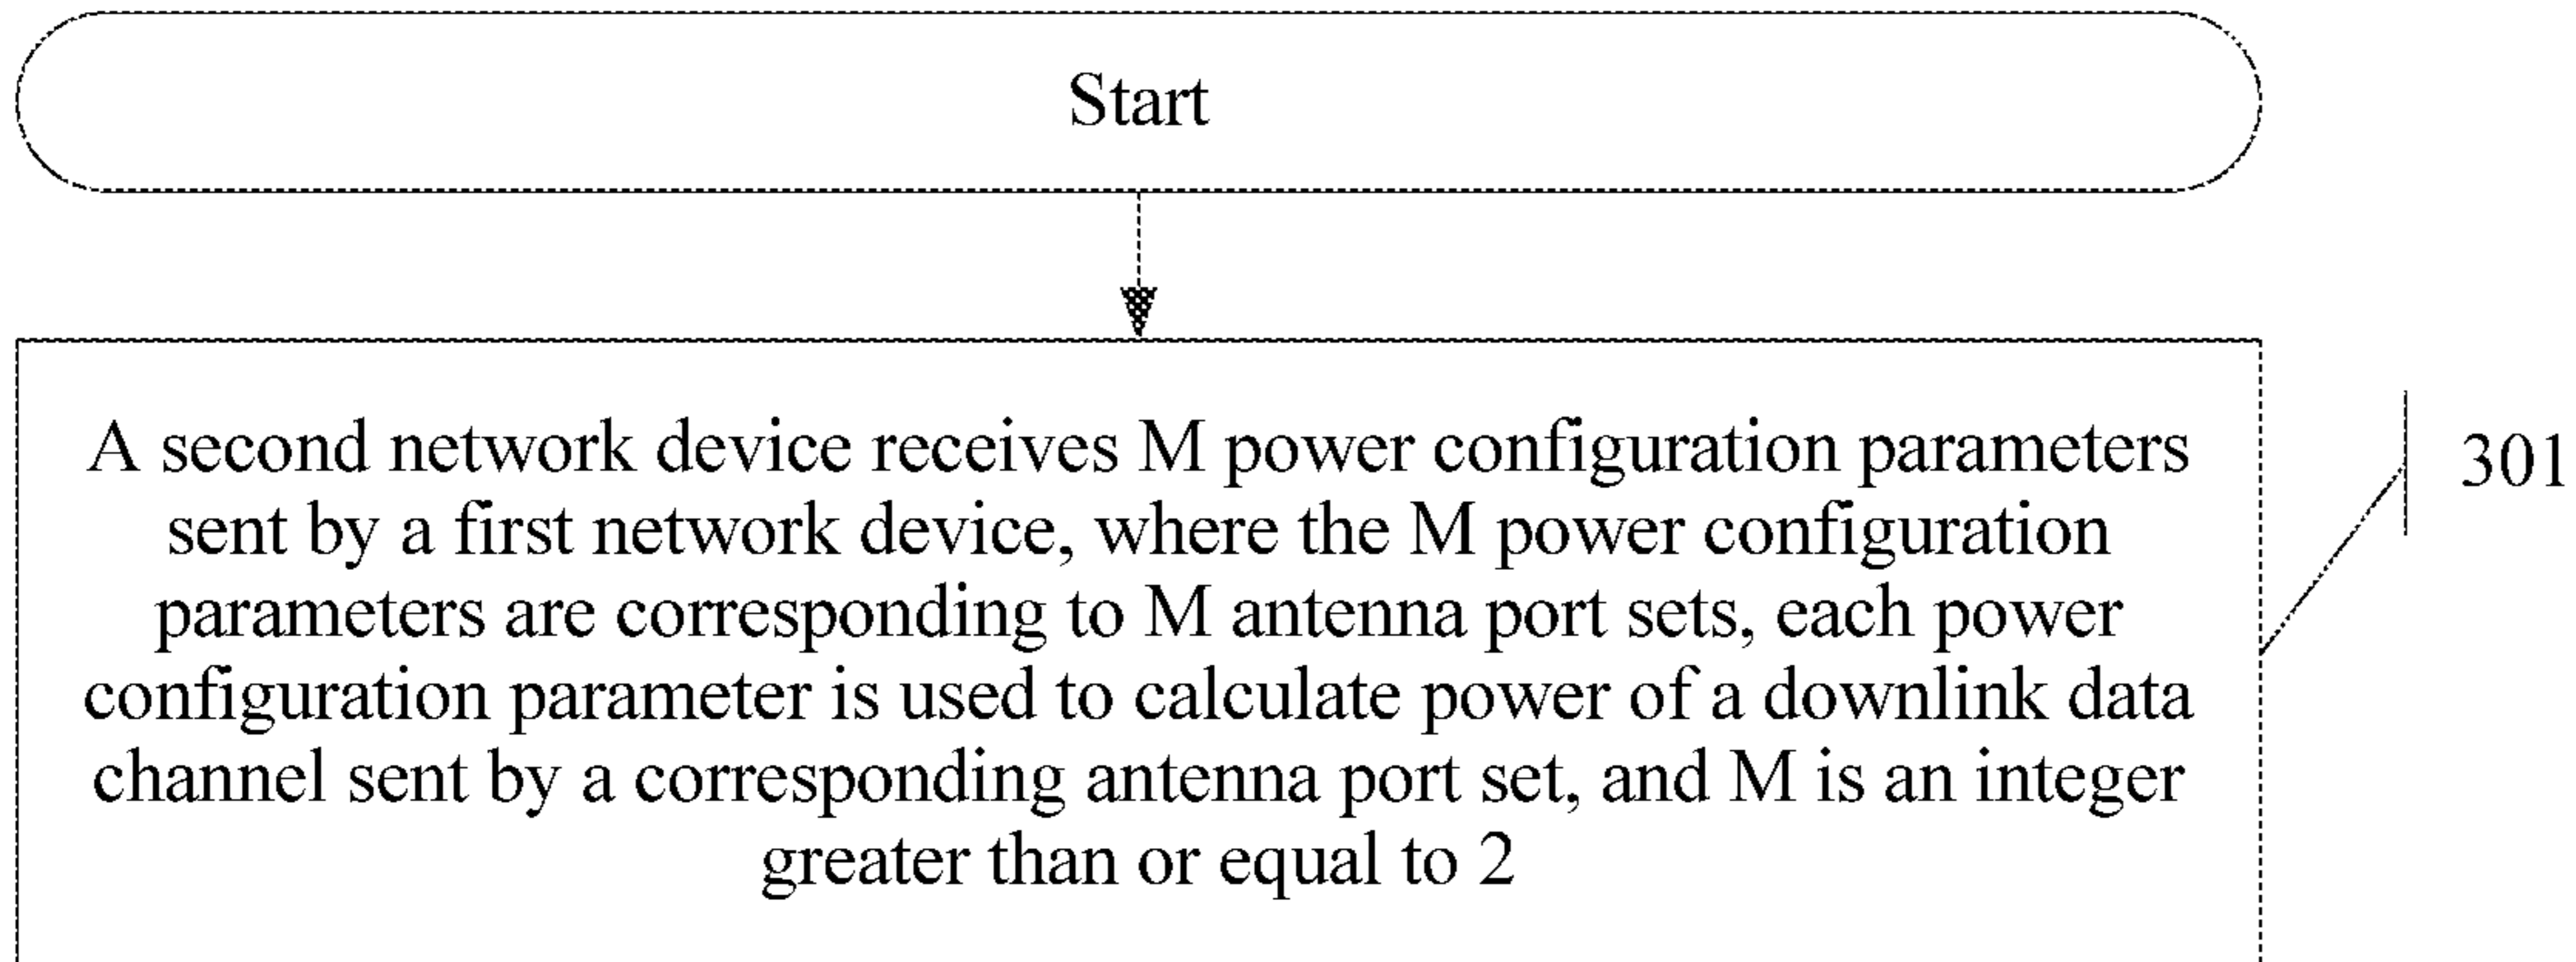 Start
A second network device receives M power configuration parameters
sent by a first network device, where the M power configuration
parameters are corresponding to M antenna port sets, each power
configuration parameter is used to calculate power of a downlink data
channel sent by a corresponding antenna port set, and M is an integer
greater than or equal to 2
301